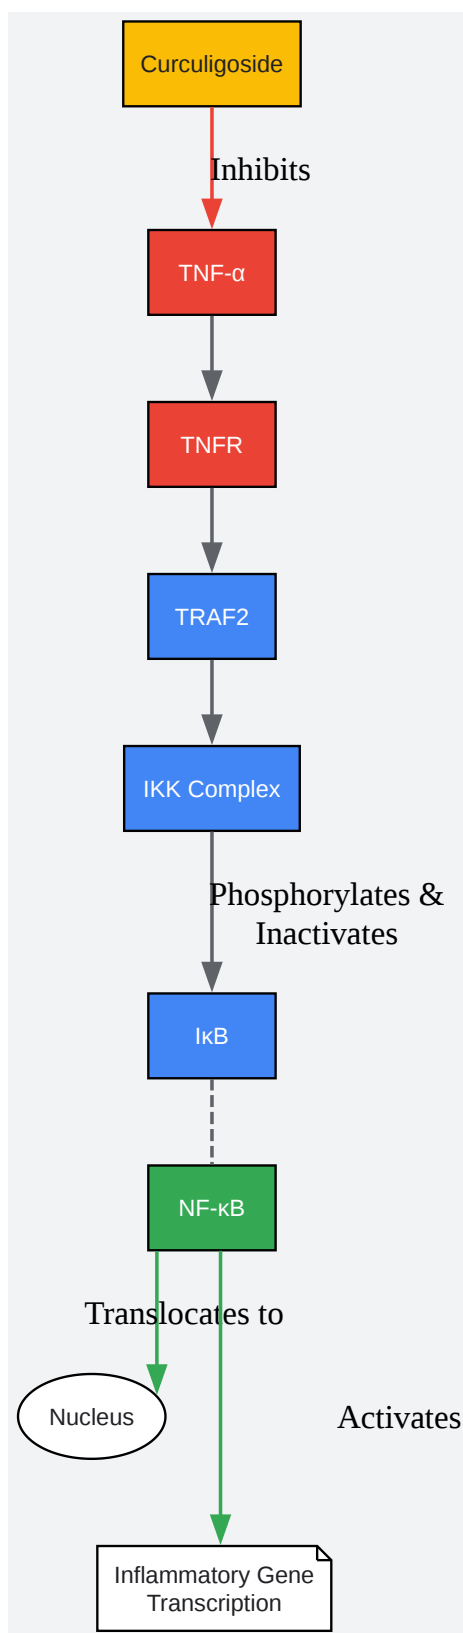 Curculigoside
Inhibits
TNF-α
TNFR
TRAF2
IKK Complex
Phosphorylates &
Inactivates
IκB
NF-κB
Translocates to
Nucleus
Activates
Inflammatory Gene
Transcription